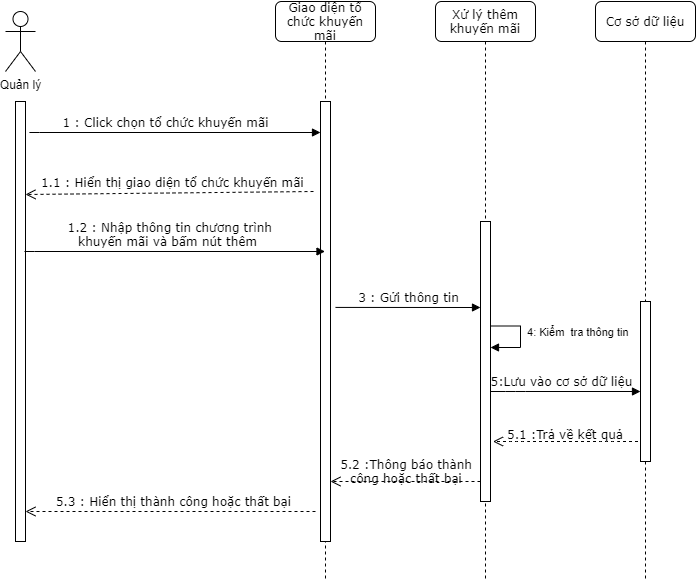 Giao diện tổ
chức khuyến
mãi
Xử lý thêm
khuyến mãi
Cơ sở dữ liệu
Quản lý
1 : Click chọn tổ chức khuyến mãi
1.1 : Hiển thị giao diện tổ chức khuyến mãi
1.2 : Nhập thông tin chương trình
khuyến mãi và bấm nút thêm
3 : Gửi thông tin
4: Kiểm tra thông tin
5:Lưu vào cơ sở dữ liệu
5.1 :Trả về kết quả
5.2 :Thông báo thành
công hoặc thất bại
5.3 : Hiển thị thành công hoặc thất bại